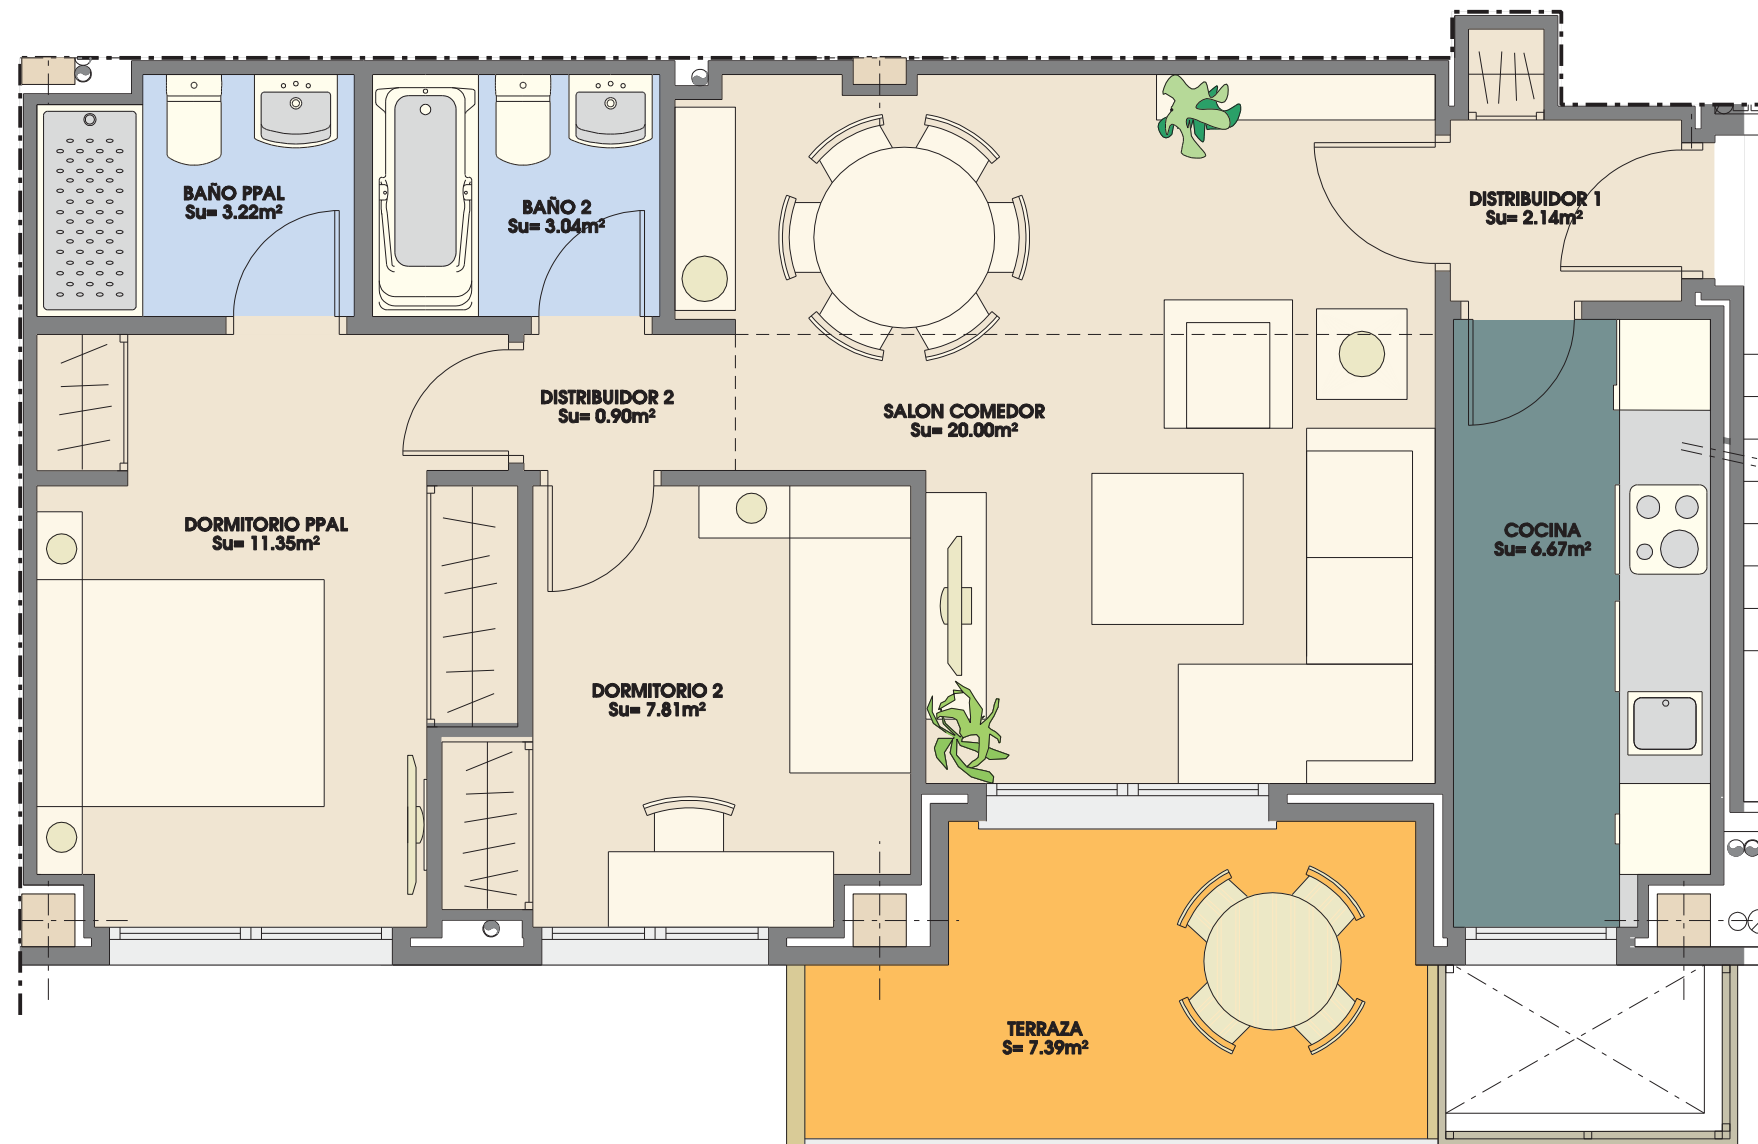 BAÑO PPAL
Su= 3.22m²
BAÑO 2
Su= 3.04m²
DISTRIBUIDOR 1
Su= 2.14m²
DISTRIBUIDOR 2
Su= 0.90m²
SALON COMEDOR
Su= 20.00m²
DORMITORIO PPAL
Su= 11.35m²
COCINA
Su= 6.67m²
DORMITORIO 2
Su= 7.81m²
TERRAZA
S= 7.39m²